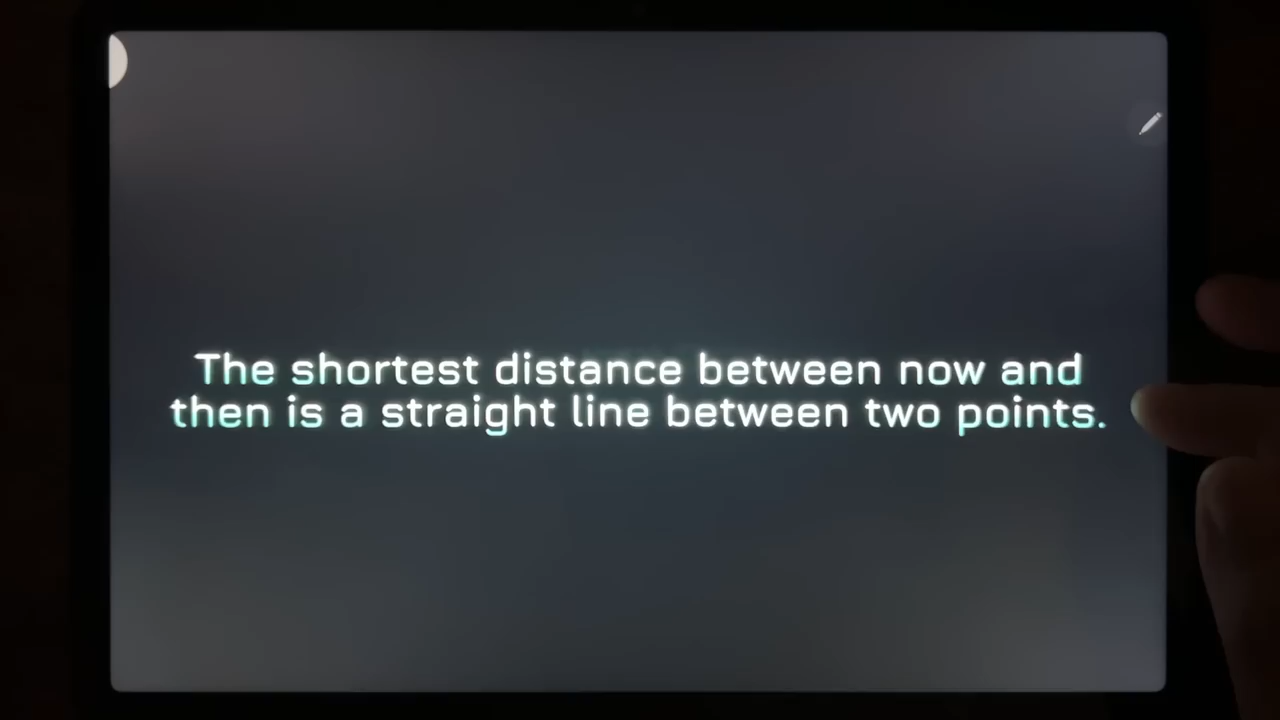 The shortest distance between now and
then is a straight line between two points.